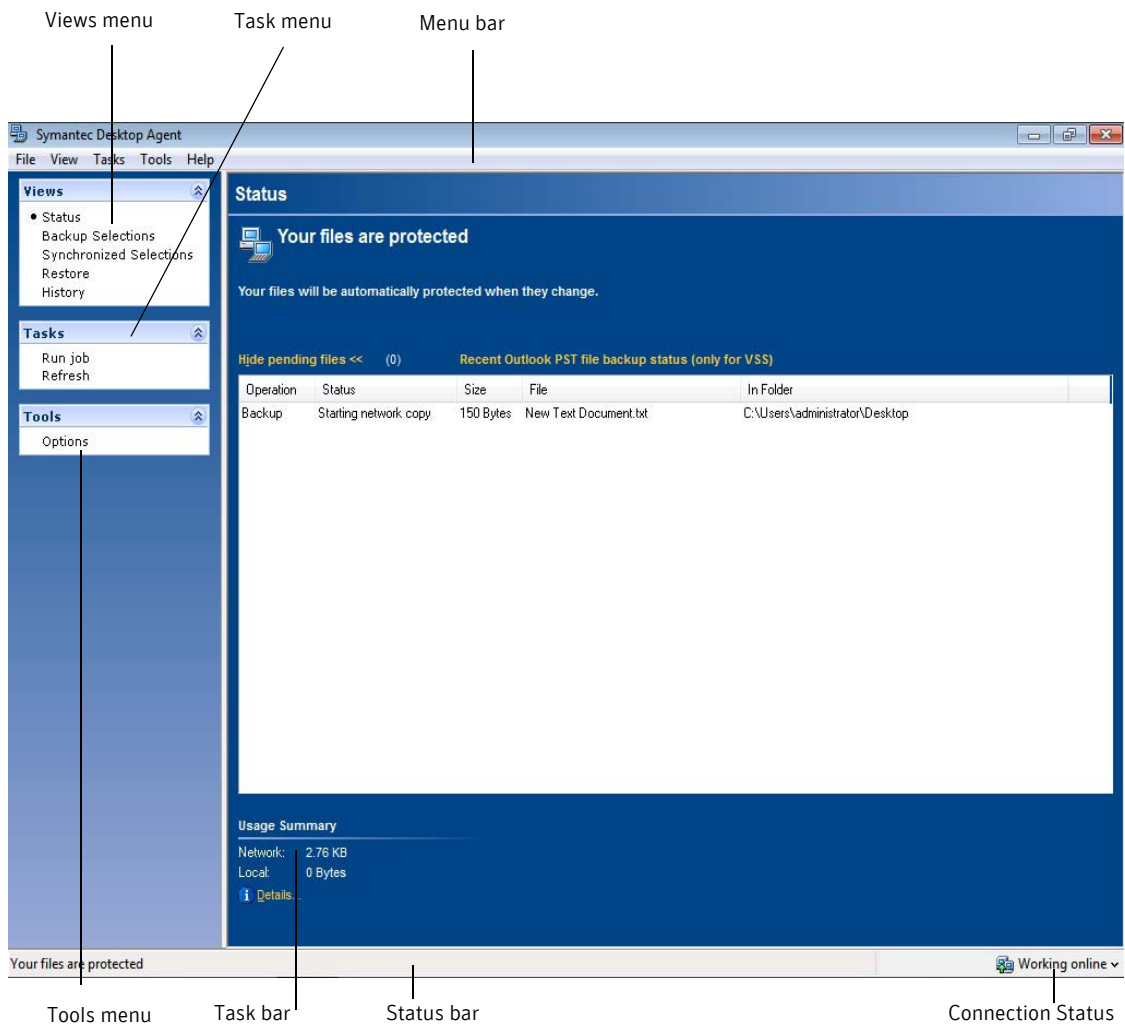 Views menu
Task menu
Menu bar
Symantec Desktop Agent
File View Tasks Tools Help
Views
Status
Backup Selections
Synchronized Selections
Restore
History
Tasks
Run job
Refresh
Tools
Options
Status
Your files are protected
Your files will be automatically protected when they change.
Hide pending files << (0) Recent Outlook PST file backup status (only for VSS)
Operation Status Size File In Folder
Backup Starting network copy 150 Bytes New Text Document.txt C:\Users\administrator\Desktop
Usage Summary
Network: 2.76 KB
Local: 0 Bytes
Details...
Your files are protected
Working online
Tools menu
Task bar
Status bar
Connection Status